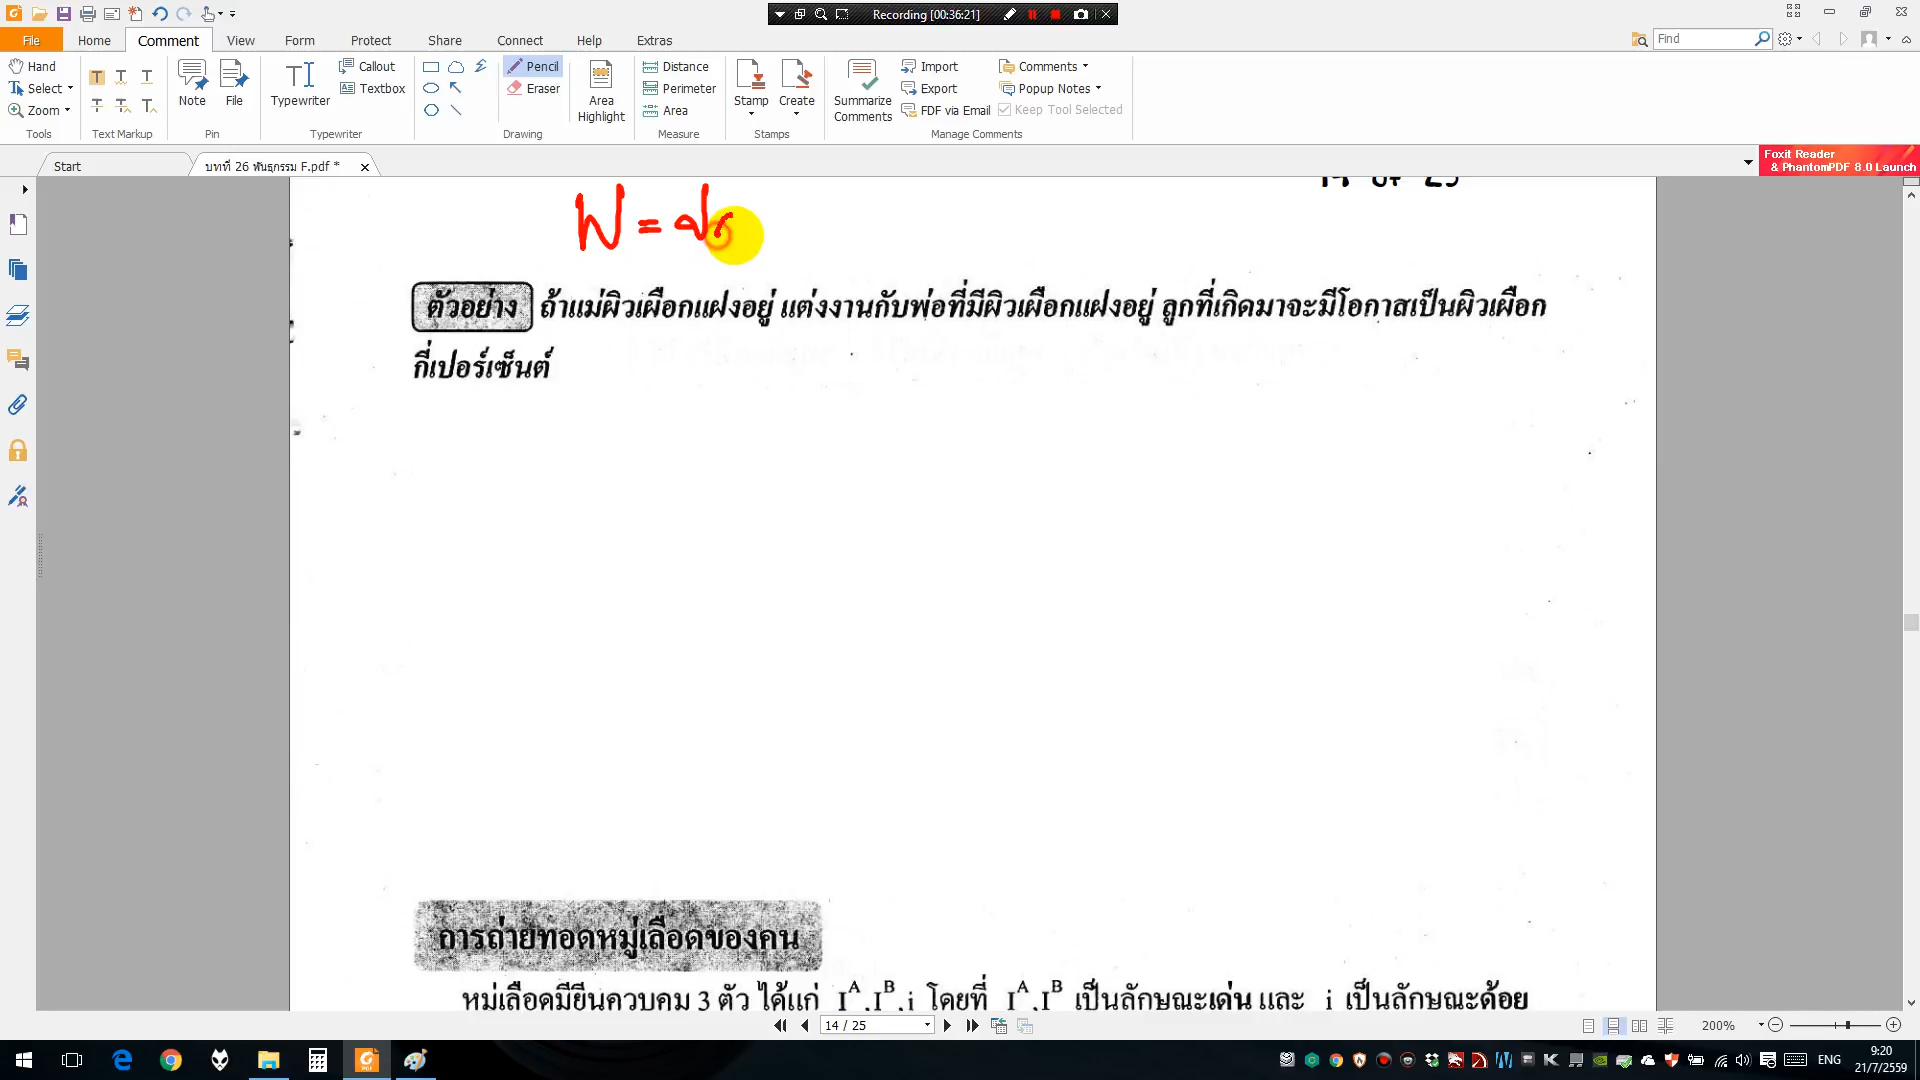 Recording [00:36:21]
File Home Comment View Form Protect Share Connect Help Extras
Find
Hand
Select
Zoom
Tools
Text Markup
Note
File
Pin
Typewriter
Callout
Textbox
Typewriter
Pencil
Eraser
Drawing
Area Highlight
Distance
Perimeter
Area
Measure
Stamp
Create
Stamps
Summarize Comments
Import
Export
FDF via Email
Comments
Popup Notes
Keep Tool Selected
Manage Comments
Start
บทที่ 26 พันธุกรรม F.pdf *
Foxit Reader
& PhantomPDF 8.0 Launch
ตัวอย่าง ถ้าแม่ผิวเผือกแฝงอยู่ แต่งงานกับพ่อที่มีผิวเผือกแฝงอยู่ ลูกที่เกิดมาจะมีโอกาสเป็นผิวเผือก
กี่เปอร์เซ็นต์
การถ่ายทอดหมู่เลือดของคน
หมู่เลือดมียีนควบคุม 3 ตัว ได้แก่ I^A,I^B,i โดยที่ I^A,I^B เป็นลักษณะเด่น และ i เป็นลักษณะด้อย
14 / 25
200%
ENG
9:20
21/7/2559